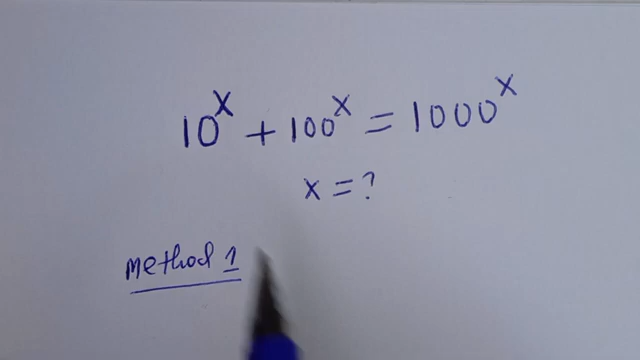 10^x + 100^x = 1000^x
x = ?
Method 1